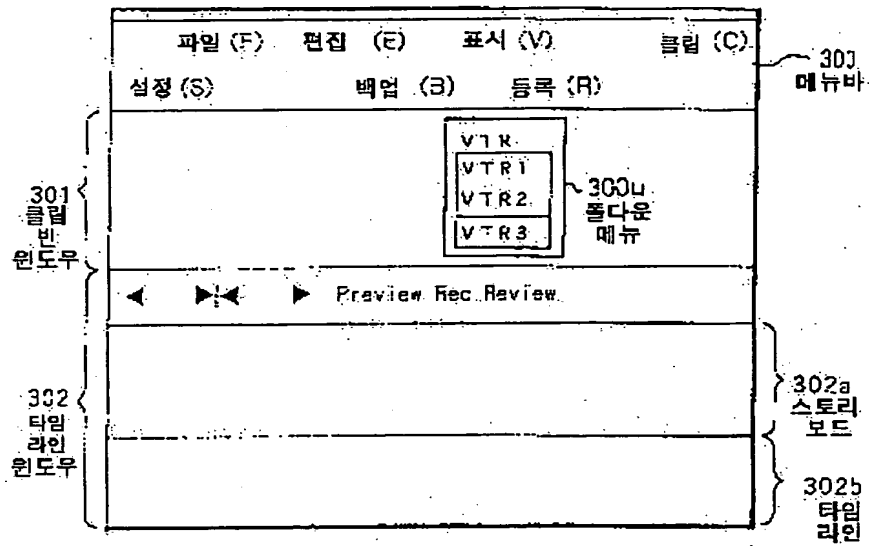 파일 (F) 편집 (E) 표시 (V) 클립 (C)
설정 (S) 백업 (B) 등록 (R)
300
메뉴바
VTR
VTR1
VTR2
VTR3
300u
풀다운
메뉴
301
클립
빈
윈도우
Preview Rec Review
302
타임
라인
윈도우
302a
스토리
보드
302b
타임
라인